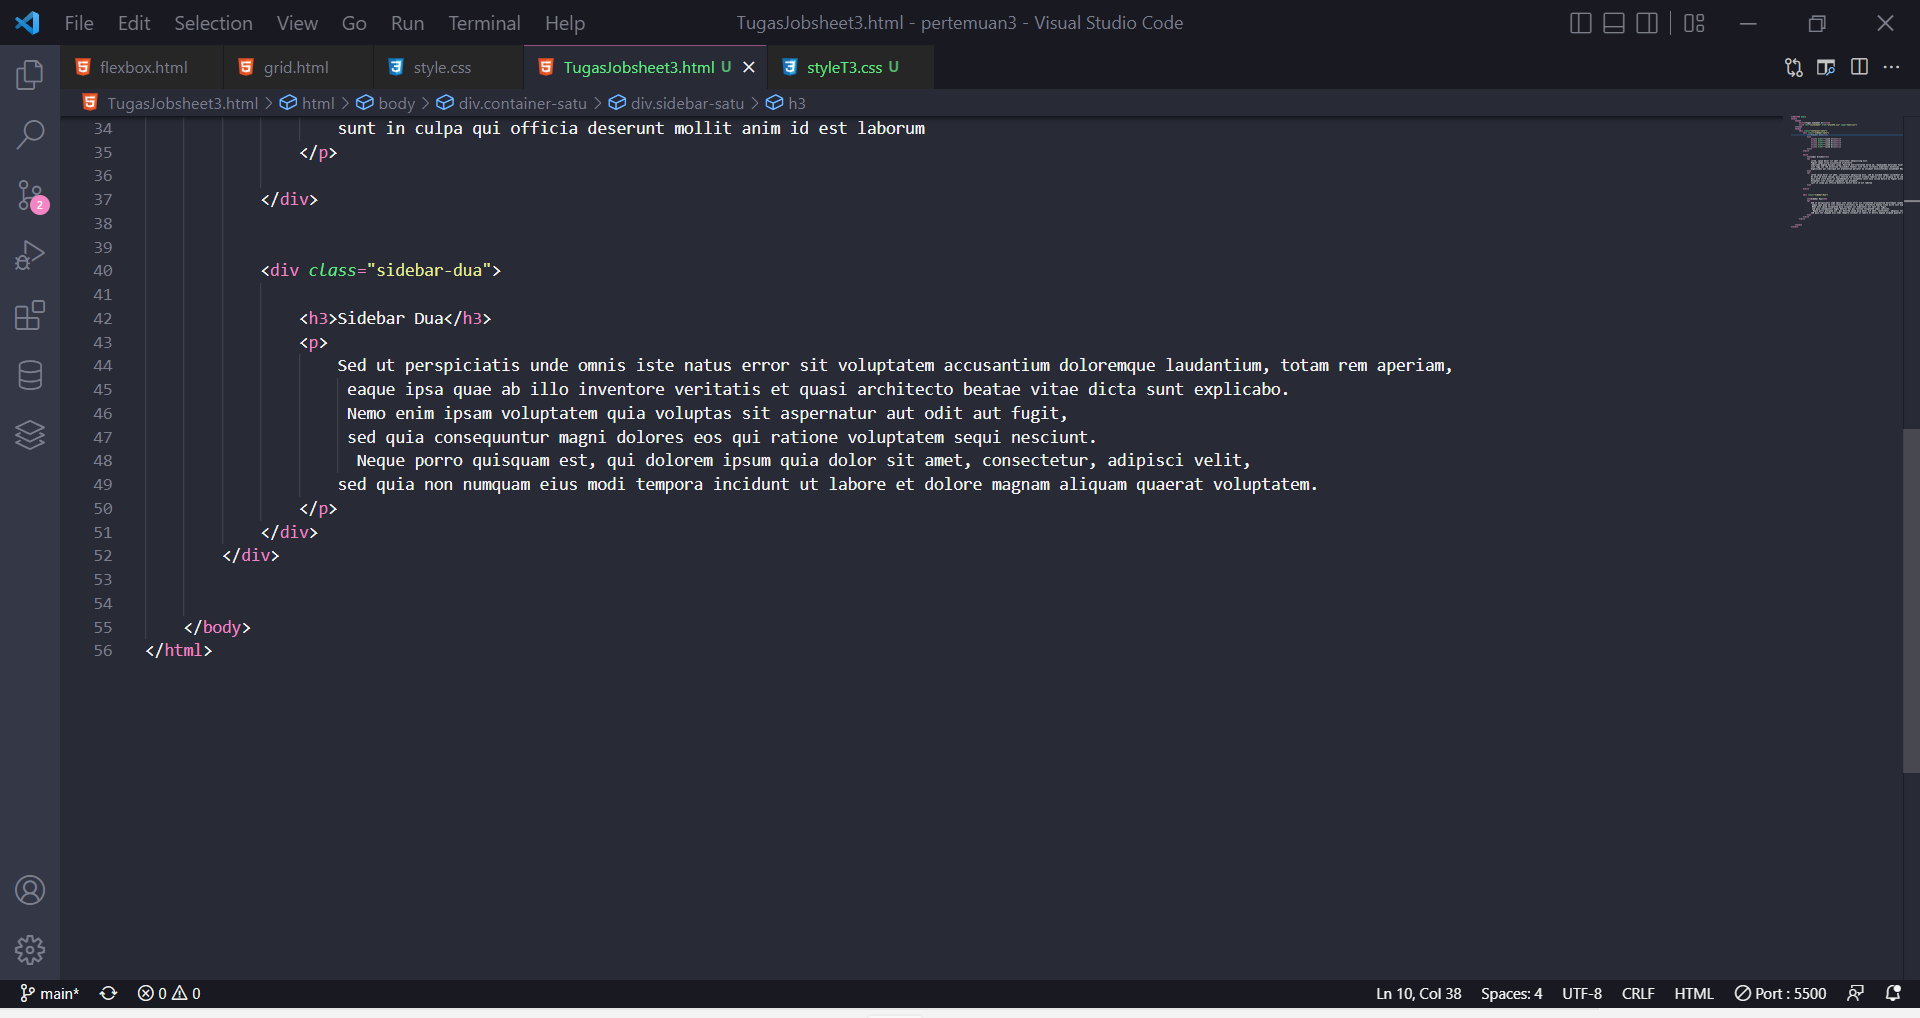 File Edit Selection View Go Run Terminal Help TugasJobsheet3.html - pertemuan3 - Visual Studio Code
flexbox.html grid.html style.css TugasJobsheet3.html U styleT3.css U
TugasJobsheet3.html > html > body > div.container-satu > div.sidebar-satu > h3
34 sunt in culpa qui officia deserunt mollit anim id est laborum
35 </p>
36
37 </div>
38
39
40 <div class="sidebar-dua">
41
42 <h3>Sidebar Dua</h3>
43 <p>
44 Sed ut perspiciatis unde omnis iste natus error sit voluptatem accusantium doloremque laudantium, totam rem aperiam,
45 eaque ipsa quae ab illo inventore veritatis et quasi architecto beatae vitae dicta sunt explicabo.
46 Nemo enim ipsam voluptatem quia voluptas sit aspernatur aut odit aut fugit,
47 sed quia consequuntur magni dolores eos qui ratione voluptatem sequi nesciunt.
48 Neque porro quisquam est, qui dolorem ipsum quia dolor sit amet, consectetur, adipisci velit,
49 sed quia non numquam eius modi tempora incidunt ut labore et dolore magnam aliquam quaerat voluptatem.
50 </p>
51 </div>
52 </div>
53
54
55 </body>
56 </html>
2
main* 0 0 Ln 10, Col 38 Spaces: 4 UTF-8 CRLF HTML Port : 5500